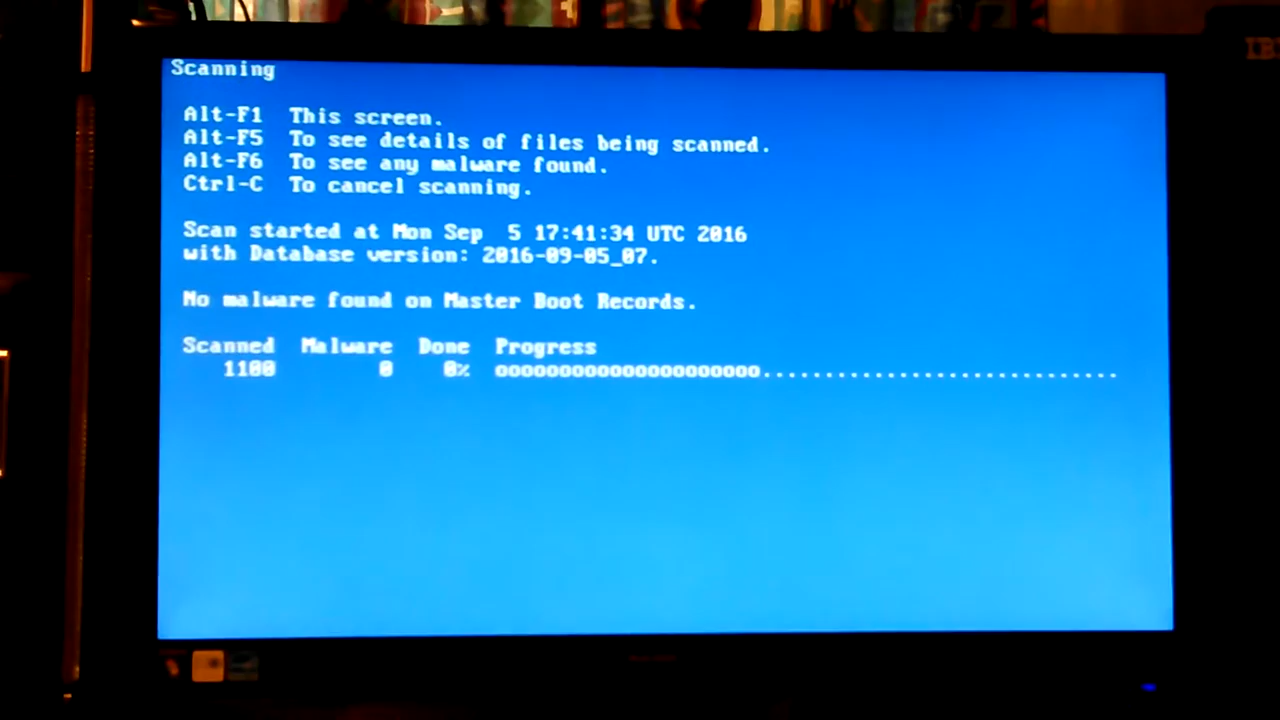 Scanning
Alt-F1 This screen.
Alt-F5 To see details of files being scanned.
Alt-F6 To see any malware found.
Ctrl-C To cancel scanning.
Scan started at Mon Sep 5 17:41:34 UTC 2016
with Database version: 2016-09-05_07.
No malware found on Master Boot Records.
Scanned Malware Done Progress
1100 0 0% ooooooooooooooooooooo............................